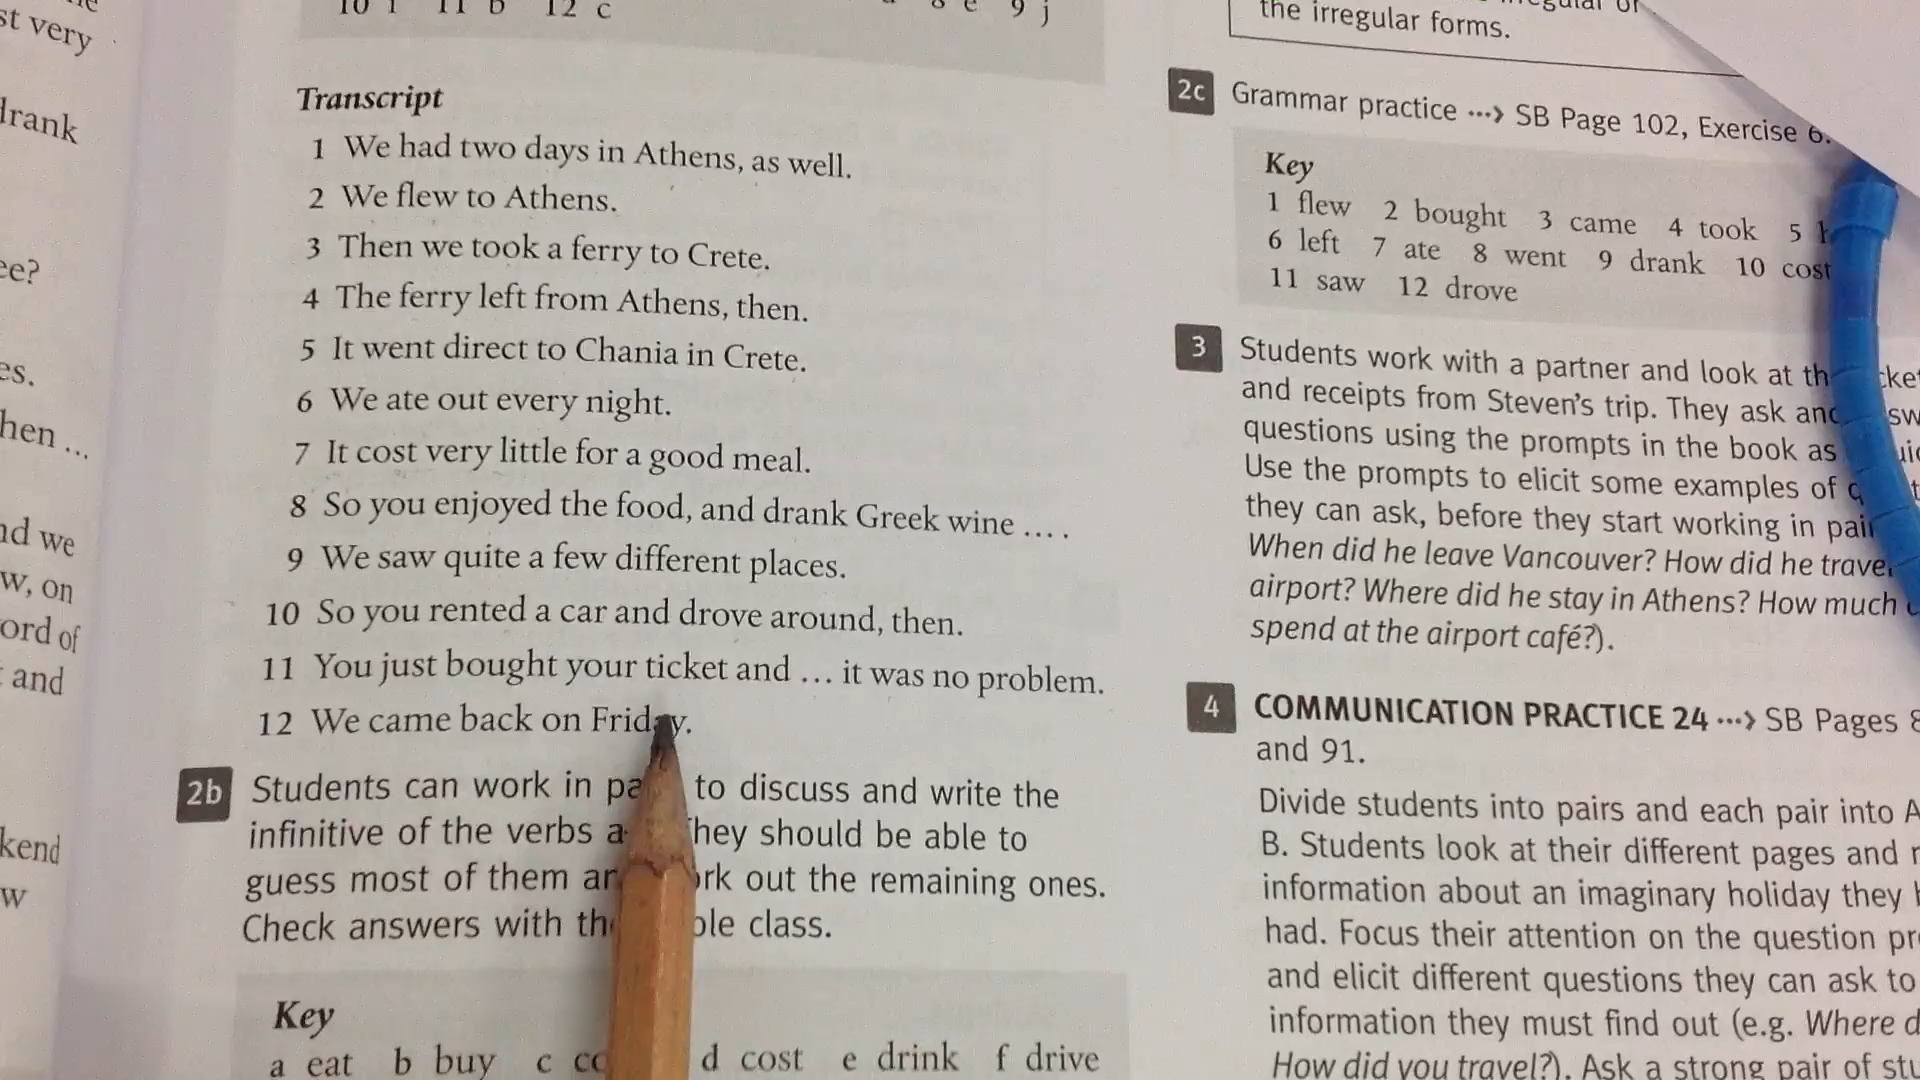 st very
drank
ee?
es.
hen ...
nd we
w, on
ord of
and
kend
w
10 i 11 b 12 c
9 j
Transcript
1 We had two days in Athens, as well.
2 We flew to Athens.
3 Then we took a ferry to Crete.
4 The ferry left from Athens, then.
5 It went direct to Chania in Crete.
6 We ate out every night.
7 It cost very little for a good meal.
8 So you enjoyed the food, and drank Greek wine ....
9 We saw quite a few different places.
10 So you rented a car and drove around, then.
11 You just bought your ticket and ... it was no problem.
12 We came back on Friday.
2b Students can work in to discuss and write the
infinitive of the verbs They should be able to
guess most of them out the remaining ones.
Check answers with class.
Key
a eat b buy c d cost e drink f drive
the irregular forms.
2c Grammar practice ···› SB Page 102, Exercise 6.
Key
1 flew 2 bought 3 came 4 took 5
6 left 7 ate 8 went 9 drank 10 cost
11 saw 12 drove
3 Students work with a partner and look at
and receipts from Steven's trip. They ask
questions using the prompts in the book as
Use the prompts to elicit some examples of
they can ask, before they start working in
When did he leave Vancouver? How did he
airport? Where did he stay in Athens? How much
spend at the airport café?).
4 COMMUNICATION PRACTICE 24 ···› SB Pages
and 91.
Divide students into pairs and each pair into A
B. Students look at their different pages and
information about an imaginary holiday they
had. Focus their attention on the question
and elicit different questions they can ask to
information they must find out (e.g. Where
How did you travel?). Ask a strong pair of